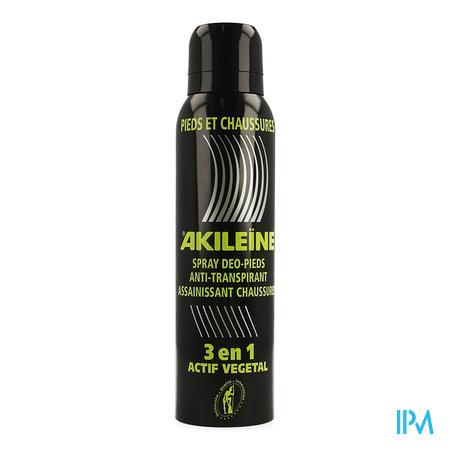 PIEDS ET CHAUSSURES
AKILEÏNE
SPRAY DEO-PIEDS
ANTI-TRANSPIRANT
ASSAINISSANT CHAUSSURES
3 en 1
ACTIF VEGETAL
IPM